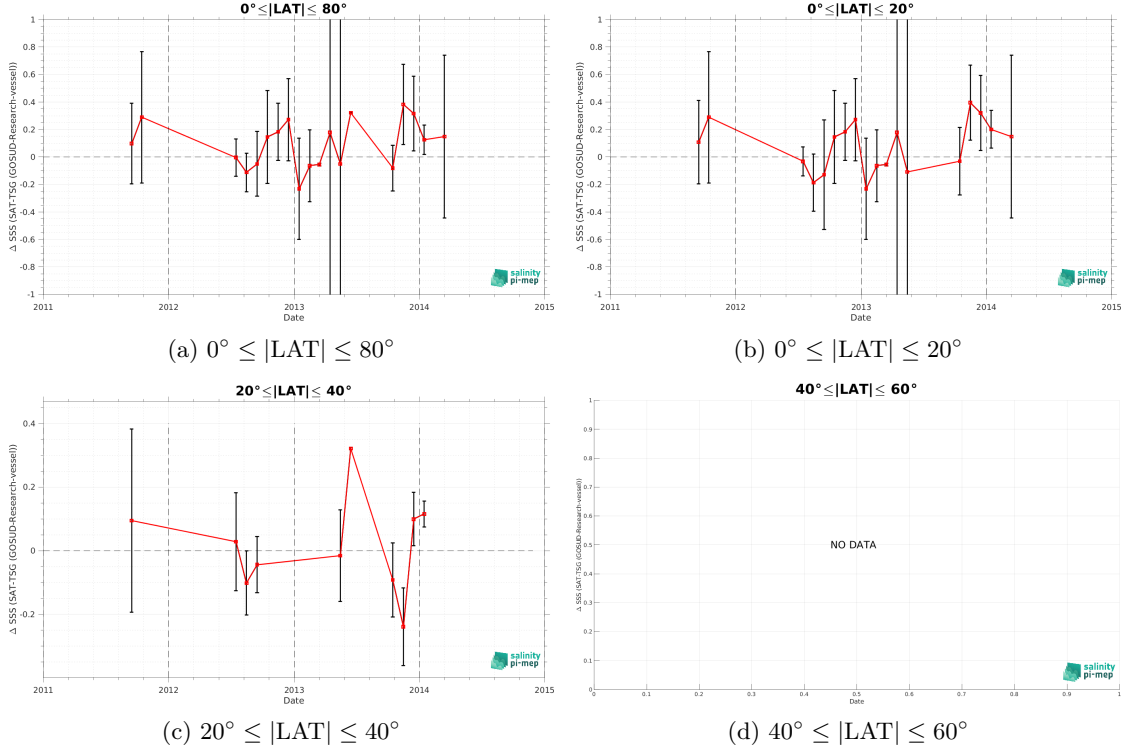 0°≤|LAT|≤ 80°
1
0.8
0.6
0.4
0.2
0
-0.2
-0.4
-0.6
-0.8
-1
Δ SSS (SAT-TSG (GOSUD-Research-vessel))
2011
2012
2013
2014
2015
Date
salinity
pi-mep
(a) 0° ≤ |LAT| ≤ 80°
0°≤|LAT|≤ 20°
1
0.8
0.6
0.4
0.2
0
-0.2
-0.4
-0.6
-0.8
-1
Δ SSS (SAT-TSG (GOSUD-Research-vessel))
2011
2012
2013
2014
2015
Date
salinity
pi-mep
(b) 0° ≤ |LAT| ≤ 20°
20°≤|LAT|≤ 40°
0.4
0.2
0
-0.2
Δ SSS (SAT-TSG (GOSUD-Research-vessel))
2011
2012
2013
2014
2015
Date
salinity
pi-mep
(c) 20° ≤ |LAT| ≤ 40°
40°≤|LAT|≤ 60°
1
0.9
0.8
0.7
0.6
0.5
0.4
0.3
0.2
0.1
0
Δ SSS (SAT-TSG (GOSUD-Research-vessel))
NO DATA
0
0.1
0.2
0.3
0.4
0.5
0.6
0.7
0.8
0.9
1
Date
salinity
pi-mep
(d) 40° ≤ |LAT| ≤ 60°